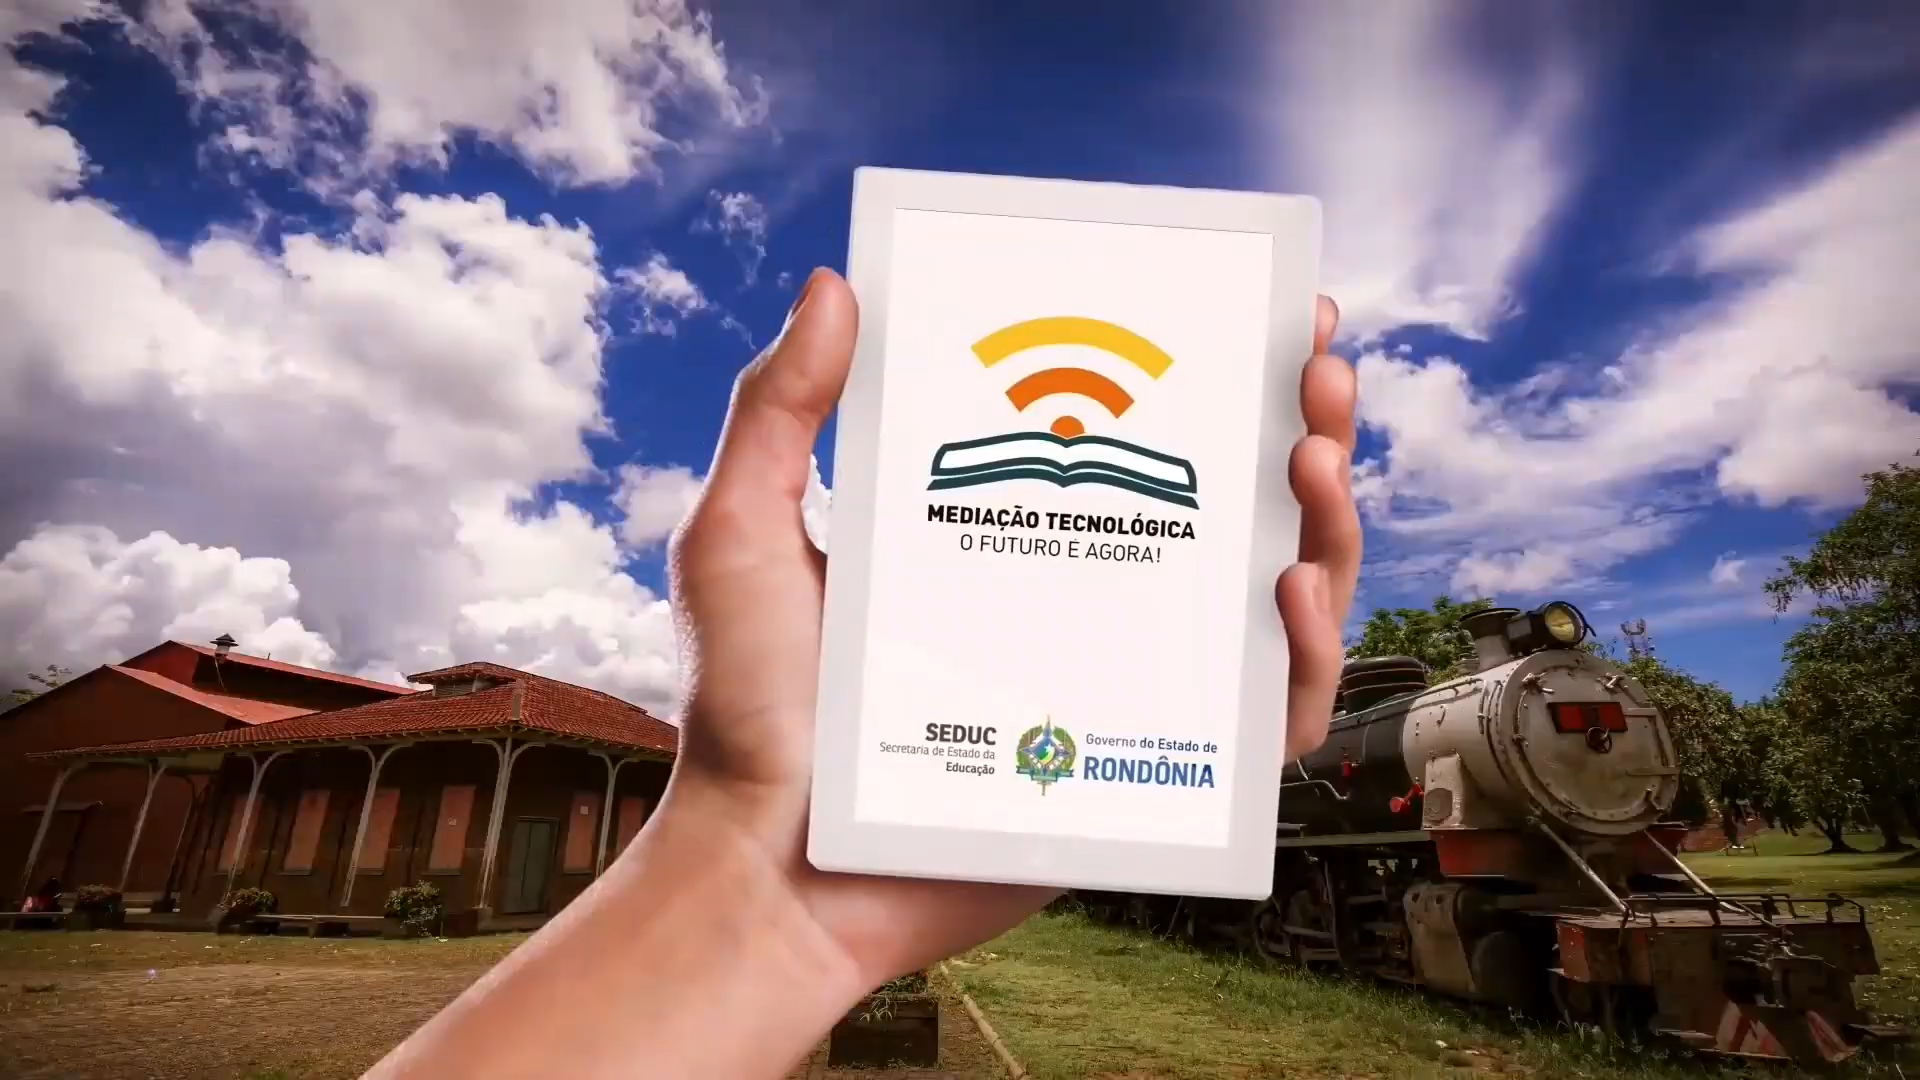 MEDIAÇÃO TECNOLÓGICA
O FUTURO É AGORA!
SEDUC
Secretaria de Estado da
Educação
Governo do Estado de
RONDÔNIA